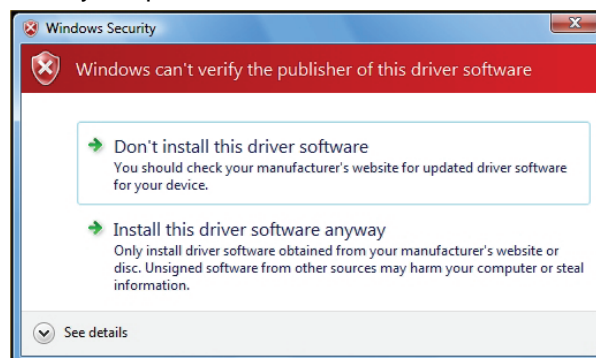 Windows Security
Windows can't verify the publisher of this driver software
Don't install this driver software
You should check your manufacturer's website for updated driver software
for your device.
Install this driver software anyway
Only install driver software obtained from your manufacturer's website or
disc. Unsigned software from other sources may harm your computer or steal
information.
See details